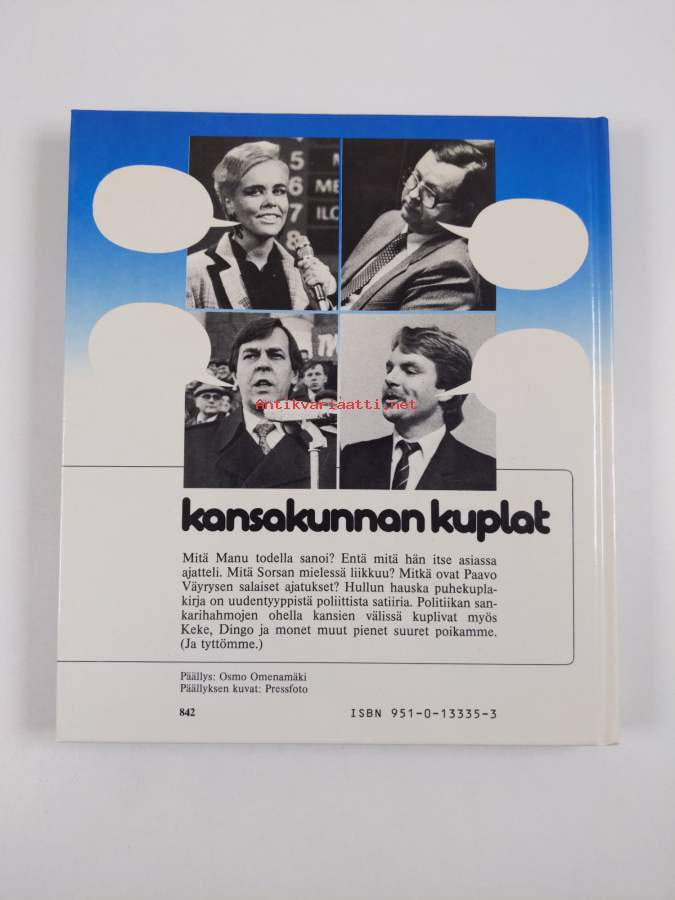 5
6 ME
7 ILO
8
Antikvariaatti.net
kansakunnan kuplat
Mitä Manu todella sanoi? Entä mitä hän itse asiassa
ajatteli. Mitä Sorsan mielessä liikkuu? Mitkä ovat Paavo
Väyrysen salaiset ajatukset? Hullun hauska puhekupla-
kirja on uudentyyppistä poliittista satiiria. Politiikan san-
karihahmojen ohella kansien välissä kuplivat myös
Keke, Dingo ja monet muut pienet suuret poikamme.
(Ja tyttömme.)
Päällys: Osmo Omenamäki
Päällyksen kuvat: Pressfoto
842 ISBN 951-0-13335-3